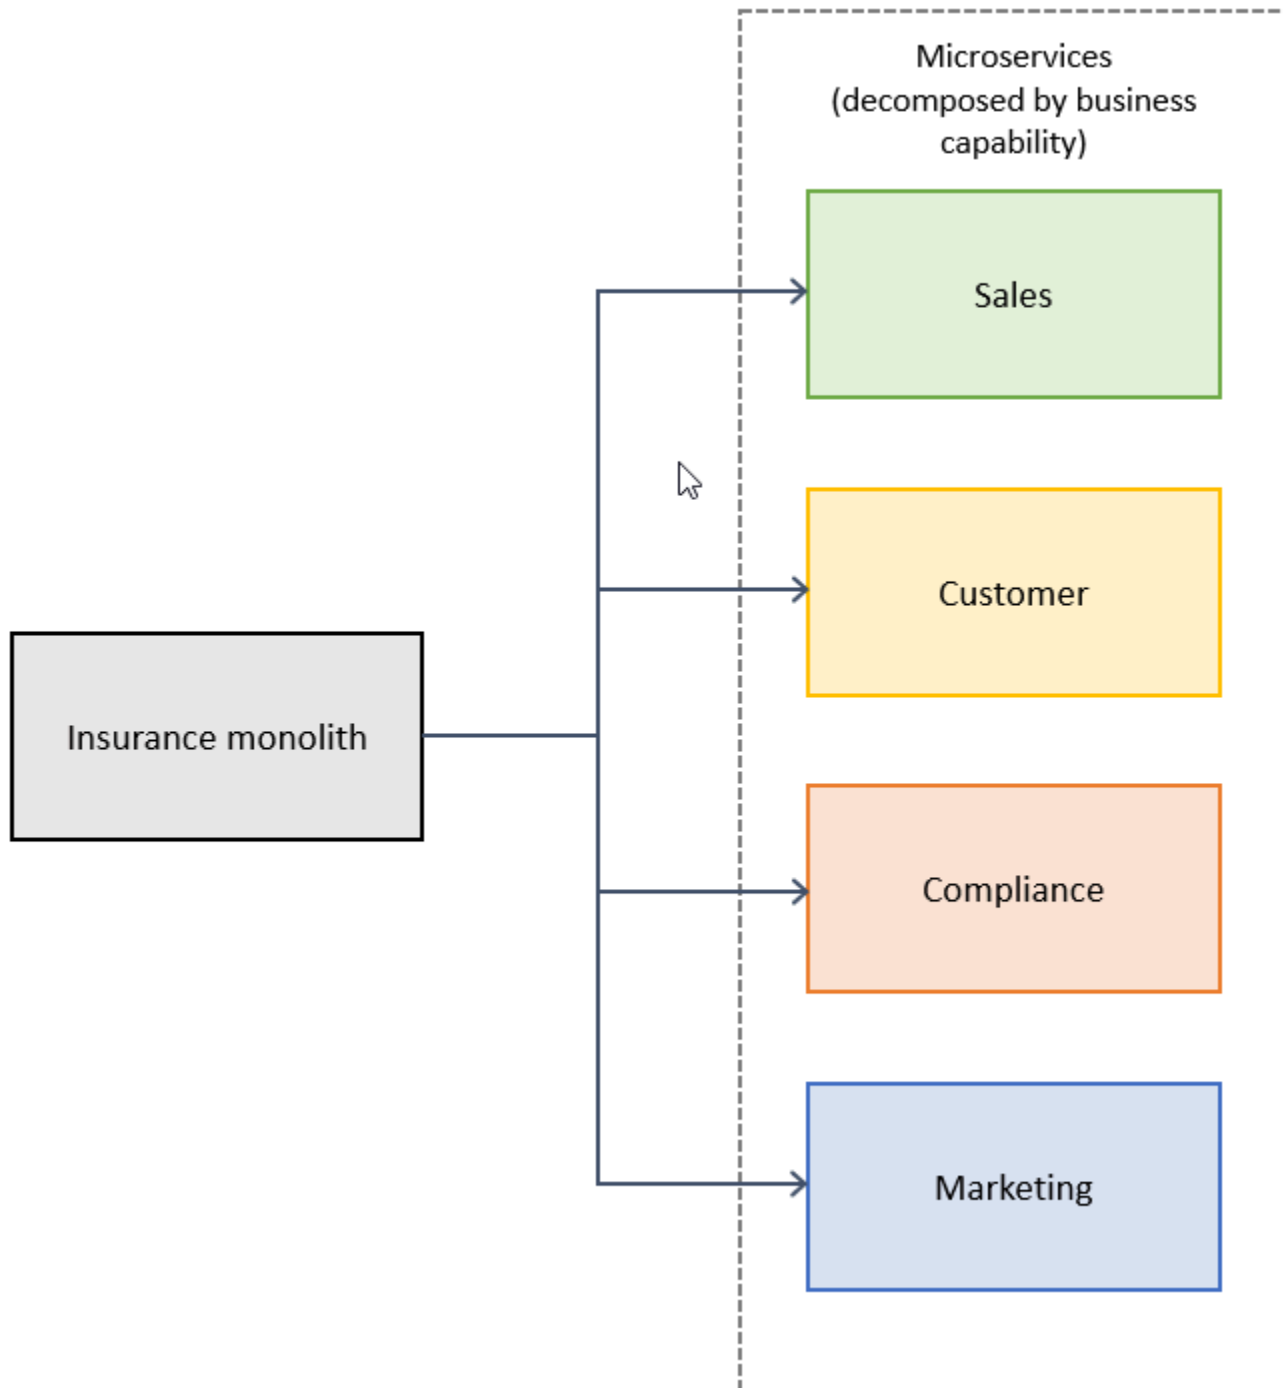 Microservices
(decomposed by business
capability)
Sales
Customer
Insurance monolith
Compliance
Marketing